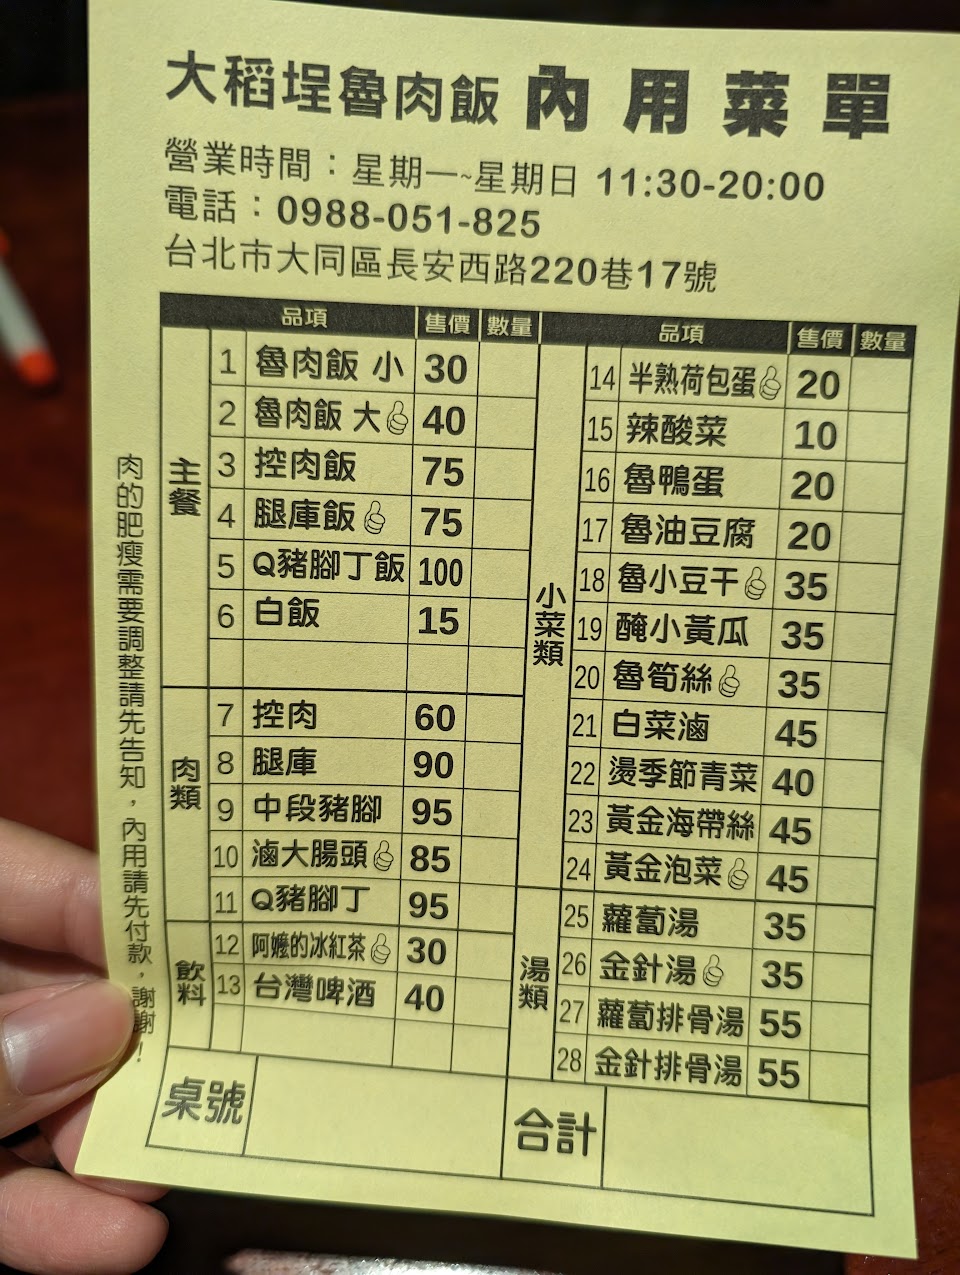 大稻埕魯肉飯 內用菜單
營業時間：星期一~星期日 11:30-20:00
電話：0988-051-825
台北市大同區長安西路220巷17號
品項 售價 數量
主餐
1 魯肉飯 小 30
2 魯肉飯 大 40
3 控肉飯 75
4 腿庫飯 75
5 Q豬腳丁飯 100
6 白飯 15
肉類
7 控肉 60
8 腿庫 90
9 中段豬腳 95
10 滷大腸頭 85
11 Q豬腳丁 95
飲料
12 阿嬤的冰紅茶 30
13 台灣啤酒 40
桌號
品項 售價 數量
小菜類
14 半熟荷包蛋 20
15 辣酸菜 10
16 魯鴨蛋 20
17 魯油豆腐 20
18 魯小豆干 35
19 醃小黃瓜 35
20 魯筍絲 35
21 白菜滷 45
22 燙季節青菜 40
23 黃金海帶絲 45
24 黃金泡菜 45
湯類
25 蘿蔔湯 35
26 金針湯 35
27 蘿蔔排骨湯 55
28 金針排骨湯 55
合計
肉的肥瘦需要調整請先告知，內用請先付款，謝謝！